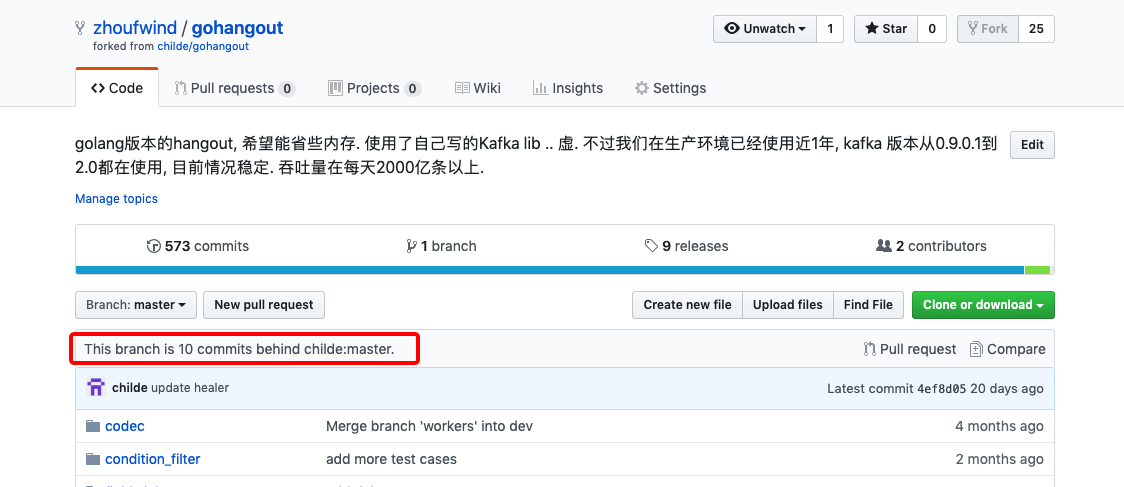 zhoufwind / gohangout
Unwatch 1 Star 0 Fork 25
forked from childe/gohangout
Code Pull requests 0 Projects 0 Wiki Insights Settings
golang版本的hangout, 希望能省些内存. 使用了自己写的Kafka lib .. 虚. 不过我们在生产环境已经使用近1年, kafka 版本从0.9.0.1到
2.0都在使用, 目前情况稳定. 吞吐量在每天2000亿条以上.
Edit
Manage topics
573 commits 1 branch 9 releases 2 contributors
Branch: master New pull request Create new file Upload files Find File Clone or download
This branch is 10 commits behind childe:master. Pull request Compare
childe update healer Latest commit 4ef8d05 20 days ago
codec Merge branch 'workers' into dev 4 months ago
condition_filter add more test cases 2 months ago